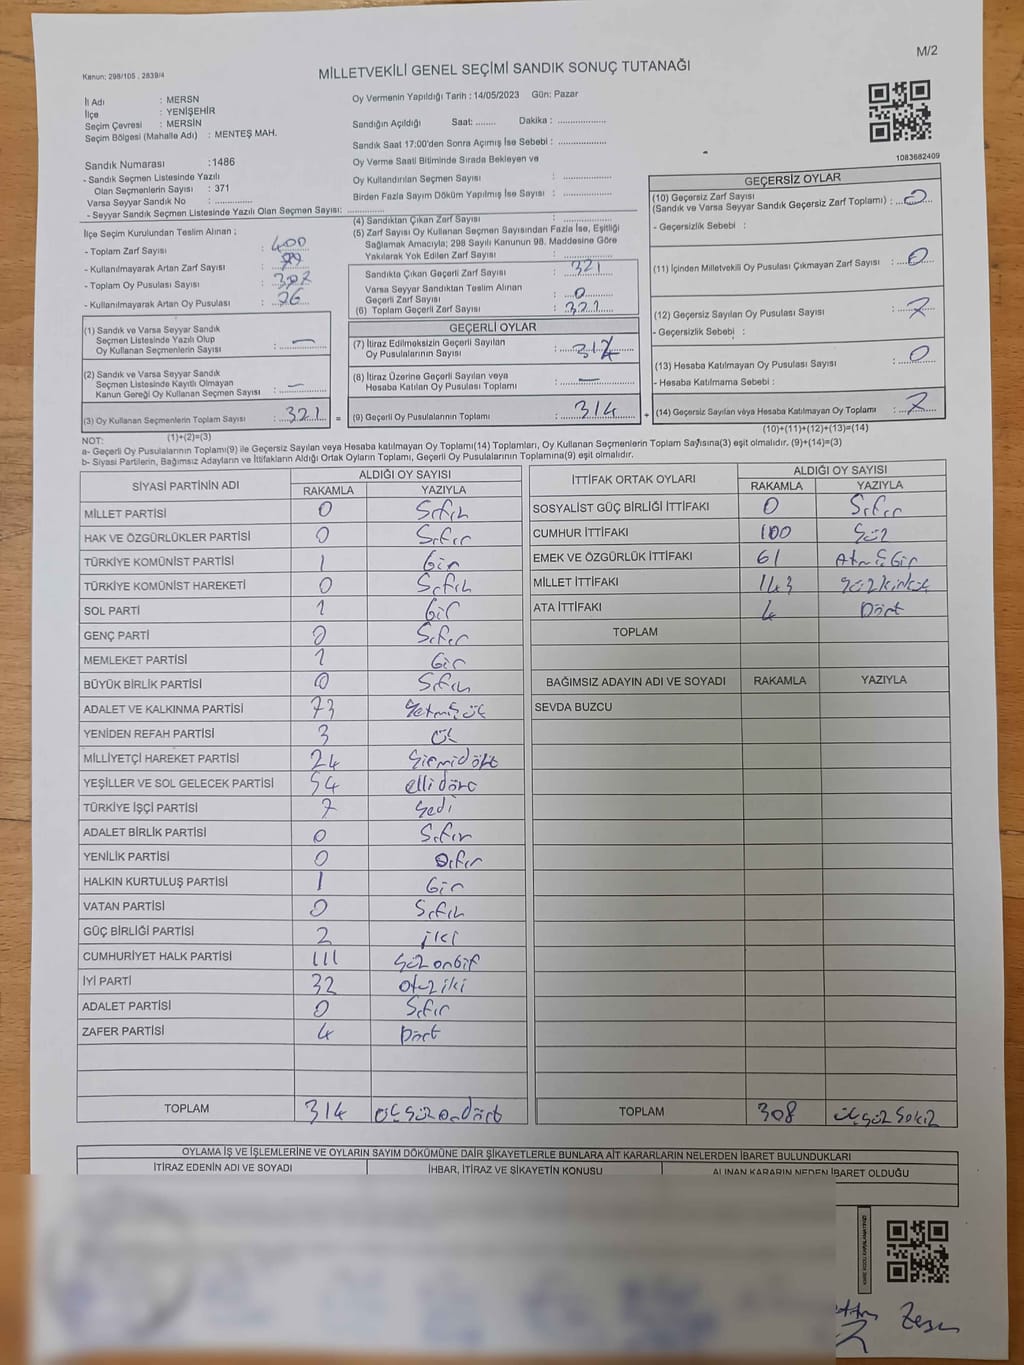 M/2
Kanun; 298/105 , 2839/4
MİLLETVEKİLİ GENEL SEÇİMİ SANDIK SONUÇ TUTANAĞI
İl Adı : MERSN
İlçe : YENİŞEHİR
Seçim Çevresi : MERSİN
Seçim Bölgesi (Mahalle Adı) : MENTEŞ MAH.
Sandık Numarası :1486
- Sandık Seçmen Listesinde Yazılı
Olan Seçmenlerin Sayısı : 371
Varsa Seyyar Sandık No : ...............
- Seyyar Sandık Seçmen Listesinde Yazılı Olan Seçmen Sayısı: ...............
İlçe Seçim Kurulundan Teslim Alınan ;
- Toplam Zarf Sayısı : 400
- Kullanılmayarak Artan Zarf Sayısı :
- Toplam Oy Pusulası Sayısı :
- Kullanılmayarak Artan Oy Pusulası : 76
Oy Vermenin Yapıldığı Tarih : 14/05/2023 Gün: Pazar
Sandığın Açıldığı Saat: ........ Dakika : ...................
Sandık Saat 17:00'den Sonra Açımış İse Sebebi : ...................
Oy Verme Saati Bitiminde Sırada Bekleyen ve
Oy Kullandırılan Seçmen Sayısı : ...................
Birden Fazla Sayım Döküm Yapılmış İse Sayısı : ...................
(4) Sandıktan Çıkan Zarf Sayısı : ...................
(5) Zarf Sayısı Oy Kullanan Seçmen Sayısından Fazla İse, Eşitliği
Sağlamak Amacıyla; 298 Sayılı Kanunun 98. Maddesine Göre
Yakılarak Yok Edilen Zarf Sayısı : ...................
Sandıkta Çıkan Geçerli Zarf Sayısı : 321
Varsa Seyyar Sandıktan Teslim Alınan
Geçerli Zarf Sayısı : 0
(6) Toplam Geçerli Zarf Sayısı : 321
1083682409
GEÇERSİZ OYLAR
(10) Geçersiz Zarf Sayısı
(Sandık ve Varsa Seyyar Sandık Geçersiz Zarf Toplamı) : 0
- Geçersizlik Sebebi :
(11) İçinden Milletvekili Oy Pusulası Çıkmayan Zarf Sayısı : 0
(12) Geçersiz Sayılan Oy Pusulası Sayısı : 7
- Geçersizlik Sebebi :
(13) Hesaba Katılmayan Oy Pusulası Sayısı : 0
- Hesaba Katılmama Sebebi :
(14) Geçersiz Sayılan veya Hesaba Katılmayan Oy Toplamı : 7
(10)+(11)+(12)+(13)=(14)
(1) Sandık ve Varsa Seyyar Sandık
Seçmen Listesinde Yazılı Olup
Oy Kullanan Seçmenlerin Sayısı : —
(2) Sandık ve Varsa Seyyar Sandık
Seçmen Listesinde Kayıtlı Olmayan
Kanun Gereği Oy Kullanan Seçmen Sayısı : —
(3) Oy Kullanan Seçmenlerin Toplam Sayısı : 321 =
(1)+(2)=(3)
GEÇERLİ OYLAR
(7) İtiraz Edilmeksizin Geçerli Sayılan
Oy Pusulalarının Sayısı : 314
(8) İtiraz Üzerine Geçerli Sayılan veya
Hesaba Katılan Oy Pusulası Toplamı : —
(9) Geçerli Oy Pusulalarının Toplamı : 314 +
NOT:
a- Geçerli Oy Pusulalarının Toplamı(9) ile Geçersiz Sayılan veya Hesaba katılmayan Oy Toplamı(14) Toplamları, Oy Kullanan Seçmenlerin Toplam Sayısına(3) eşit olmalıdır. (9)+(14)=(3)
b- Siyasi Partilerin, Bağımsız Adayların ve İttifakların Aldığı Ortak Oyların Toplamı, Geçerli Oy Pusulalarının Toplamına(9) eşit olmalıdır.
SİYASİ PARTİNİN ADI ALDIĞI OY SAYISI
RAKAMLA YAZIYLA
MİLLET PARTİSİ 0 Sıfır
HAK VE ÖZGÜRLÜKLER PARTİSİ 0 Sıfır
TÜRKİYE KOMÜNİST PARTİSİ 1 Bir
TÜRKİYE KOMÜNİST HAREKETİ 0 Sıfır
SOL PARTİ 1 Bir
GENÇ PARTİ 0 Sıfır
MEMLEKET PARTİSİ 1 Bir
BÜYÜK BİRLİK PARTİSİ 0 Sıfır
ADALET VE KALKINMA PARTİSİ 73 Yetmiş üç
YENİDEN REFAH PARTİSİ 3 Üç
MİLLİYETÇİ HAREKET PARTİSİ 24 Yirmidört
YEŞİLLER VE SOL GELECEK PARTİSİ 54 ellidört
TÜRKİYE İŞÇİ PARTİSİ 7 Yedi
ADALET BİRLİK PARTİSİ 0 Sıfır
YENİLİK PARTİSİ 0 Sıfır
HALKIN KURTULUŞ PARTİSİ 1 Bir
VATAN PARTİSİ 0 Sıfır
GÜÇ BİRLİĞİ PARTİSİ 2 iki
CUMHURİYET HALK PARTİSİ 111 Yüz onbir
İYİ PARTİ 32 Otuz iki
ADALET PARTİSİ 0 Sıfır
ZAFER PARTİSİ 4 Dört
TOPLAM 314 Üç yüz on dört
İTTİFAK ORTAK OYLARI ALDIĞI OY SAYISI
RAKAMLA YAZIYLA
SOSYALİST GÜÇ BİRLİĞİ İTTİFAKI 0 Sıfır
CUMHUR İTTİFAKI 100 Yüz
EMEK VE ÖZGÜRLÜK İTTİFAKI 61 Atmış Bir
MİLLET İTTİFAKI 143 Yüzkırküç
ATA İTTİFAKI 4 Dört
TOPLAM
BAĞIMSIZ ADAYIN ADI VE SOYADI RAKAMLA YAZIYLA
SEVDA BUZCU
TOPLAM 308 üçyüz Sekiz
OYLAMA İŞ VE İŞLEMLERİNE VE OYLARIN SAYIM DÖKÜMÜNE DAİR ŞİKAYETLERLE BUNLARA AİT KARARLARIN NELERDEN İBARET BULUNDUKLARI
İTİRAZ EDENİN ADI VE SOYADI İHBAR, İTİRAZ VE ŞİKAYETİN KONUSU ALINAN KARARIN NEDEN İBARET OLDUĞU